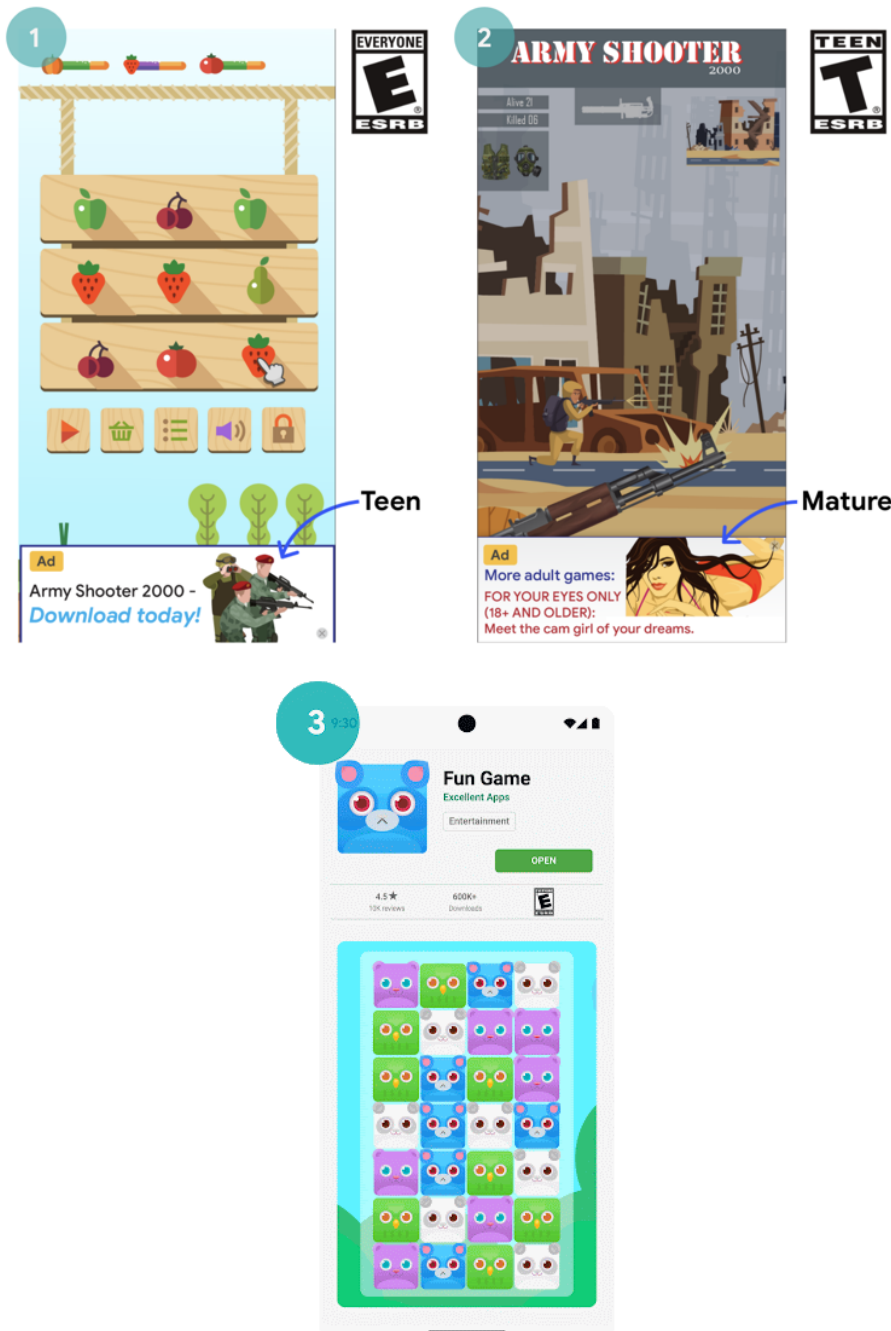 1
EVERYONE
E
ESRB
Teen
Ad
Army Shooter 2000 -
Download today!
2
ARMY SHOOTER
2000
TEEN
T
ESRB
Alive 21
Killed 06
Mature
Ad
More adult games:
FOR YOUR EYES ONLY
(18+ AND OLDER):
Meet the cam girl of your dreams.
3
9:30
Fun Game
Excellent Apps
Entertainment
OPEN
4.5★ 600K+
10K reviews Downloads
E